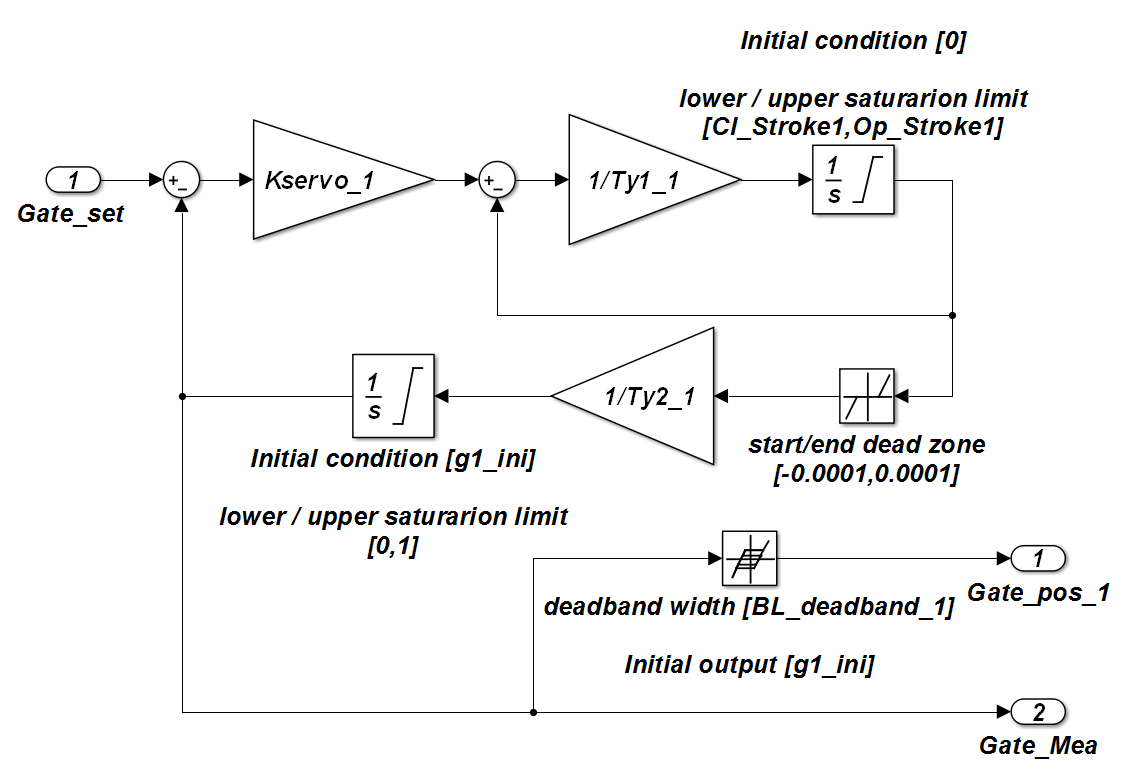 Initial condition [0]
lower / upper saturarion limit
[Cl_Stroke1,Op_Stroke1]
1
Gate_set
+
-
Kservo_1
+
-
1/Ty1_1
1
s
1
s
Initial condition [g1_ini]
lower / upper saturarion limit
[0,1]
1/Ty2_1
start/end dead zone
[-0.0001,0.0001]
deadband width [BL_deadband_1]
Initial output [g1_ini]
1
Gate_pos_1
2
Gate_Mea